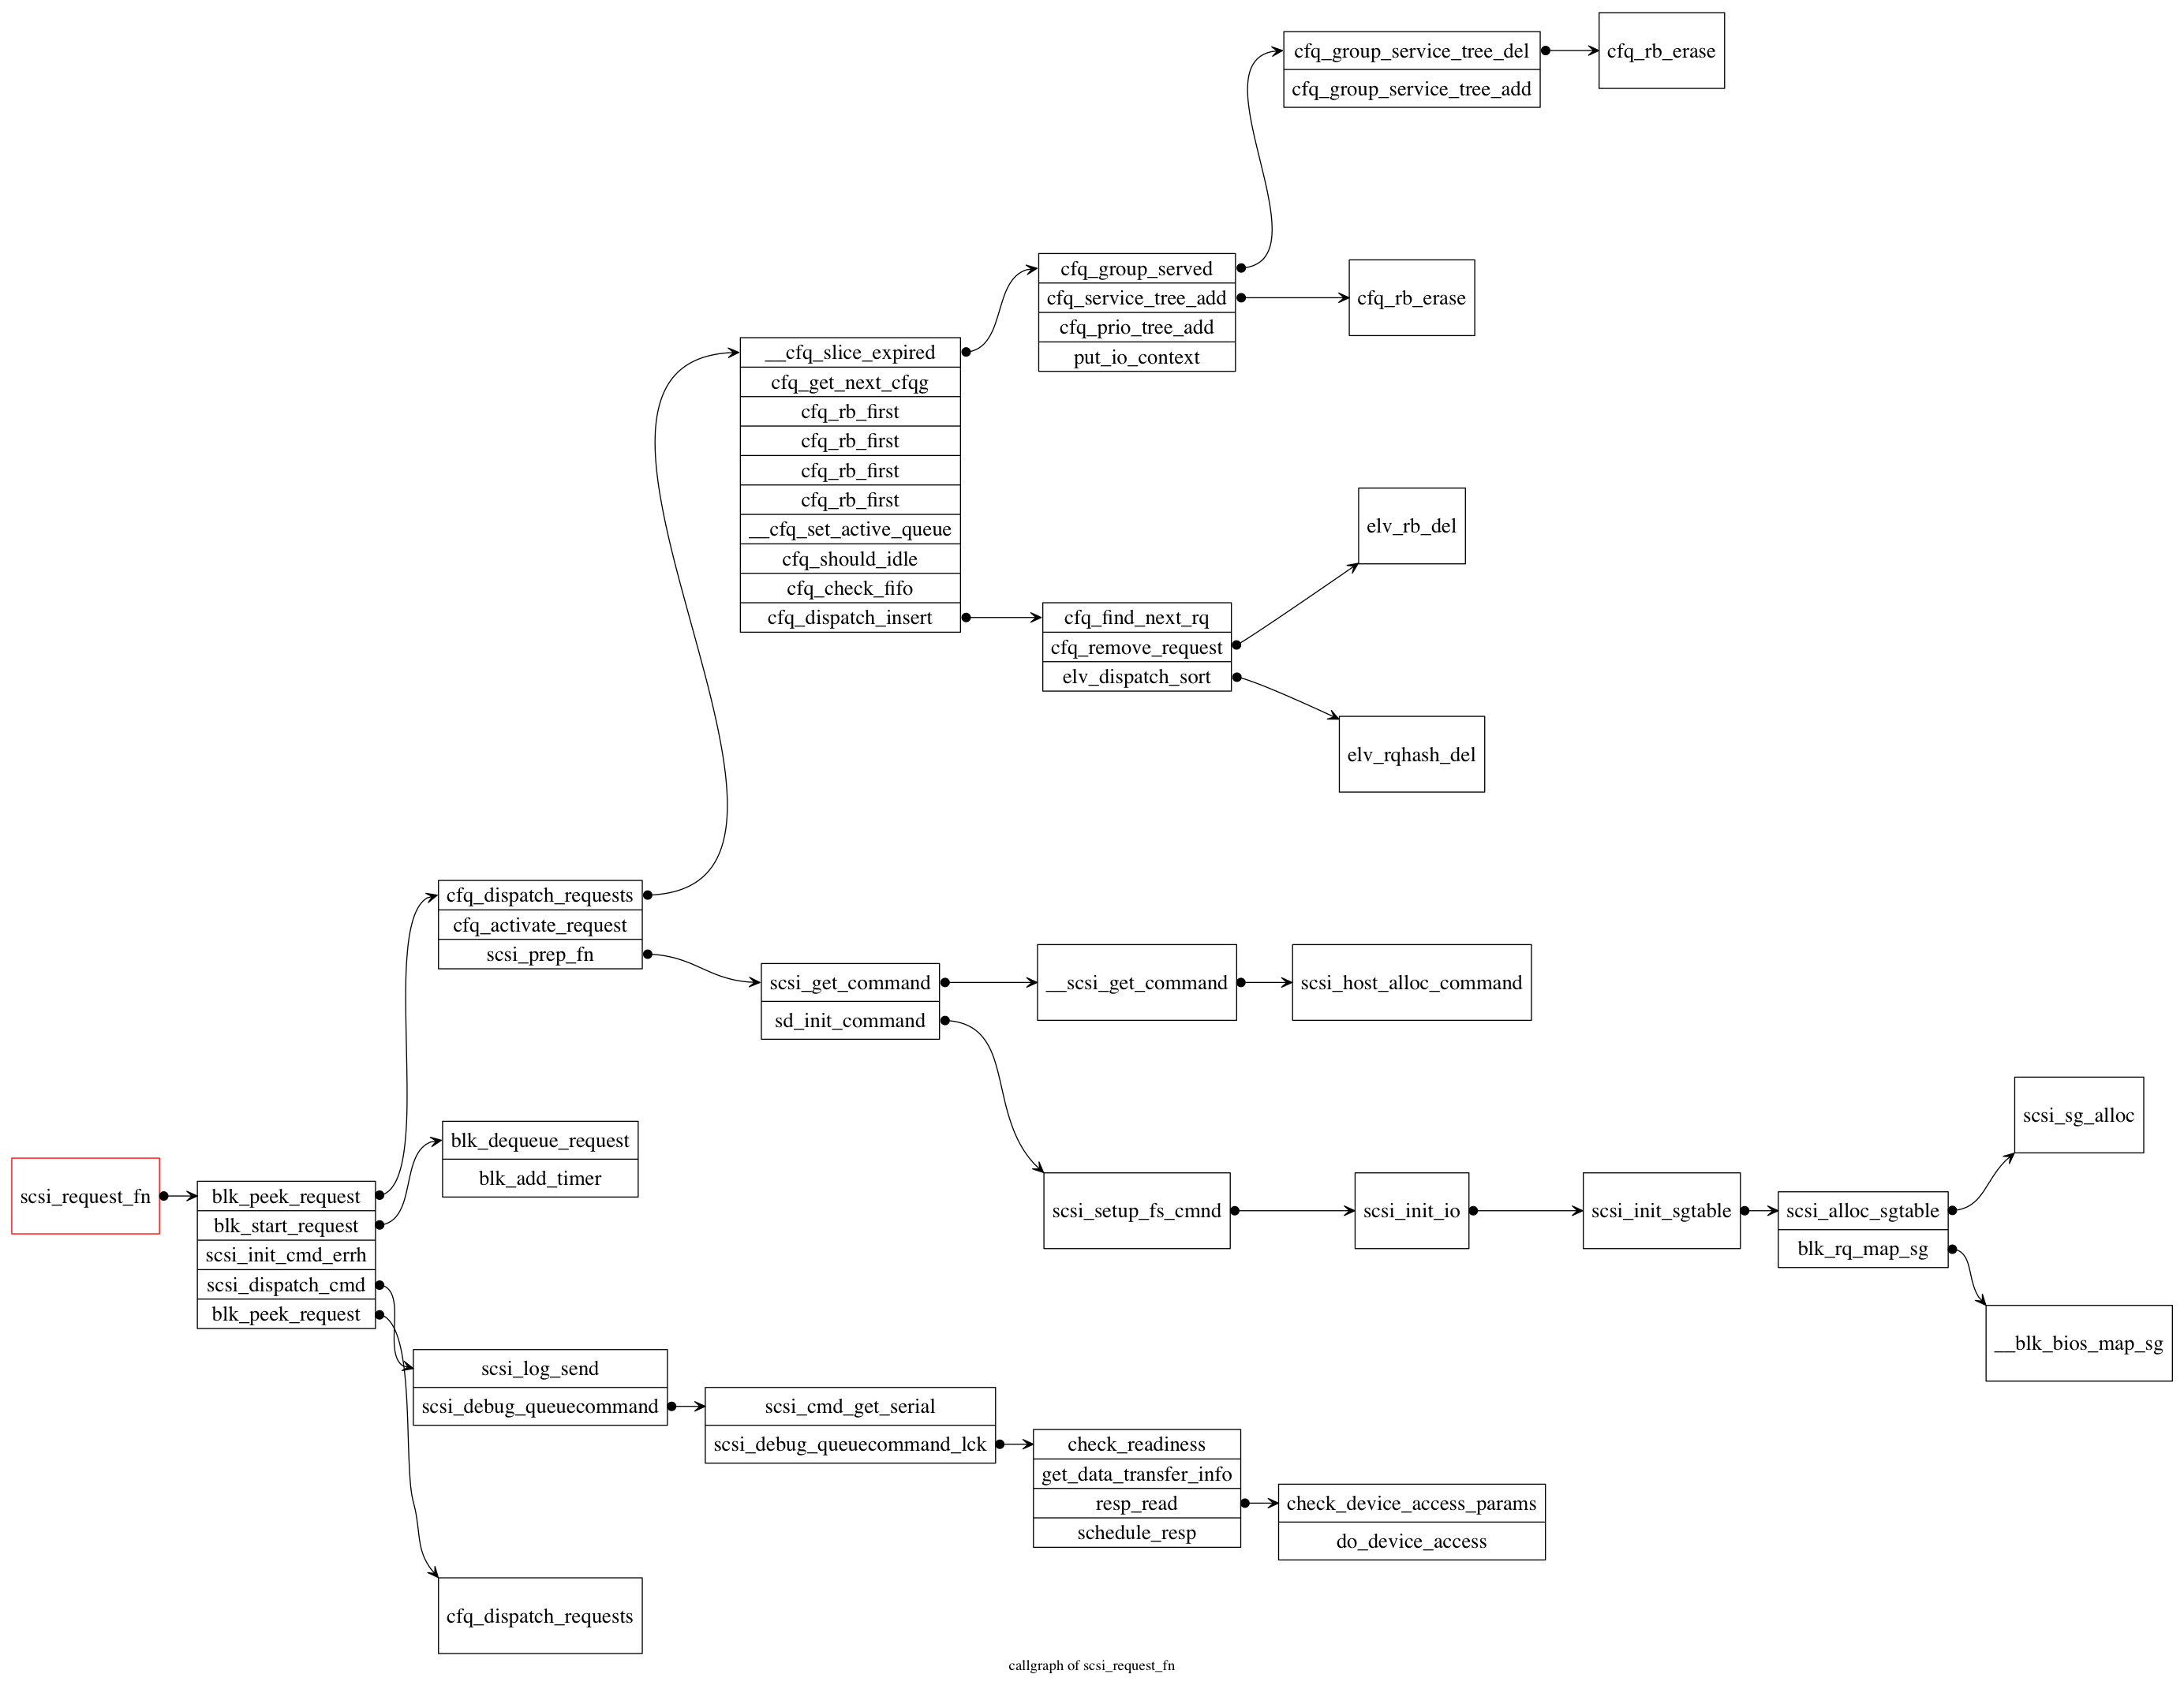 cfq_group_service_tree_del
cfq_group_service_tree_add
cfq_rb_erase
cfq_group_served
cfq_service_tree_add
cfq_prio_tree_add
put_io_context
cfq_rb_erase
__cfq_slice_expired
cfq_get_next_cfqg
cfq_rb_first
cfq_rb_first
cfq_rb_first
cfq_rb_first
__cfq_set_active_queue
cfq_should_idle
cfq_check_fifo
cfq_dispatch_insert
elv_rb_del
cfq_find_next_rq
cfq_remove_request
elv_dispatch_sort
elv_rqhash_del
cfq_dispatch_requests
cfq_activate_request
scsi_prep_fn
scsi_get_command
sd_init_command
__scsi_get_command
scsi_host_alloc_command
scsi_sg_alloc
blk_dequeue_request
blk_add_timer
scsi_request_fn
blk_peek_request
blk_start_request
scsi_init_cmd_errh
scsi_dispatch_cmd
blk_peek_request
scsi_setup_fs_cmnd
scsi_init_io
scsi_init_sgtable
scsi_alloc_sgtable
blk_rq_map_sg
__blk_bios_map_sg
scsi_log_send
scsi_debug_queuecommand
scsi_cmd_get_serial
scsi_debug_queuecommand_lck
check_readiness
get_data_transfer_info
resp_read
schedule_resp
check_device_access_params
do_device_access
cfq_dispatch_requests
callgraph of scsi_request_fn